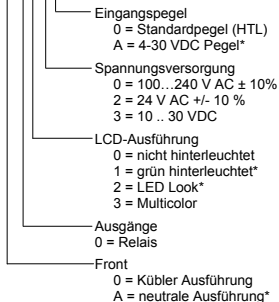 Eingangspegel
0 = Standardpegel (HTL)
A = 4-30 VDC Pegel*
Spannungsversorgung
0 = 100…240 V AC ± 10%
2 = 24 V AC +/- 10 %
3 = 10 .. 30 VDC
LCD-Ausführung
0 = nicht hinterleuchtet
1 = grün hinterleuchtet*
2 = LED Look*
3 = Multicolor
Ausgänge
0 = Relais
Front
0 = Kübler Ausführung
A = neutrale Ausführung*